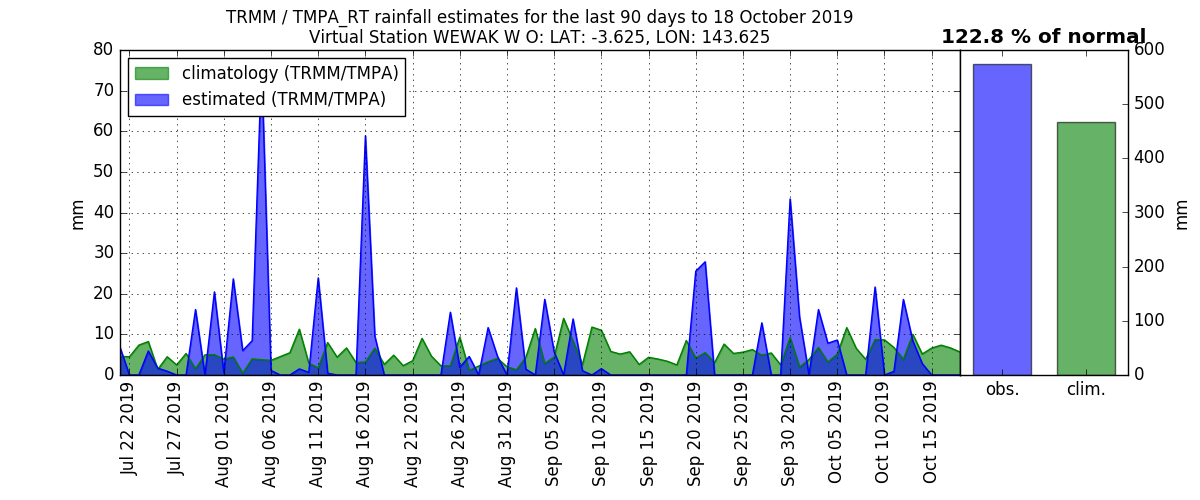 TRMM / TMPA_RT rainfall estimates for the last 90 days to 18 October 2019
Virtual Station WEWAK W O: LAT: -3.625, LON: 143.625
122.8 % of normal
climatology (TRMM/TMPA)
estimated (TRMM/TMPA)
80
70
60
50
40
30
20
10
0
mm
Jul 22 2019
Jul 27 2019
Aug 01 2019
Aug 06 2019
Aug 11 2019
Aug 16 2019
Aug 21 2019
Aug 26 2019
Aug 31 2019
Sep 05 2019
Sep 10 2019
Sep 15 2019
Sep 20 2019
Sep 25 2019
Sep 30 2019
Oct 05 2019
Oct 10 2019
Oct 15 2019
600
500
400
300
200
100
0
mm
obs.
clim.